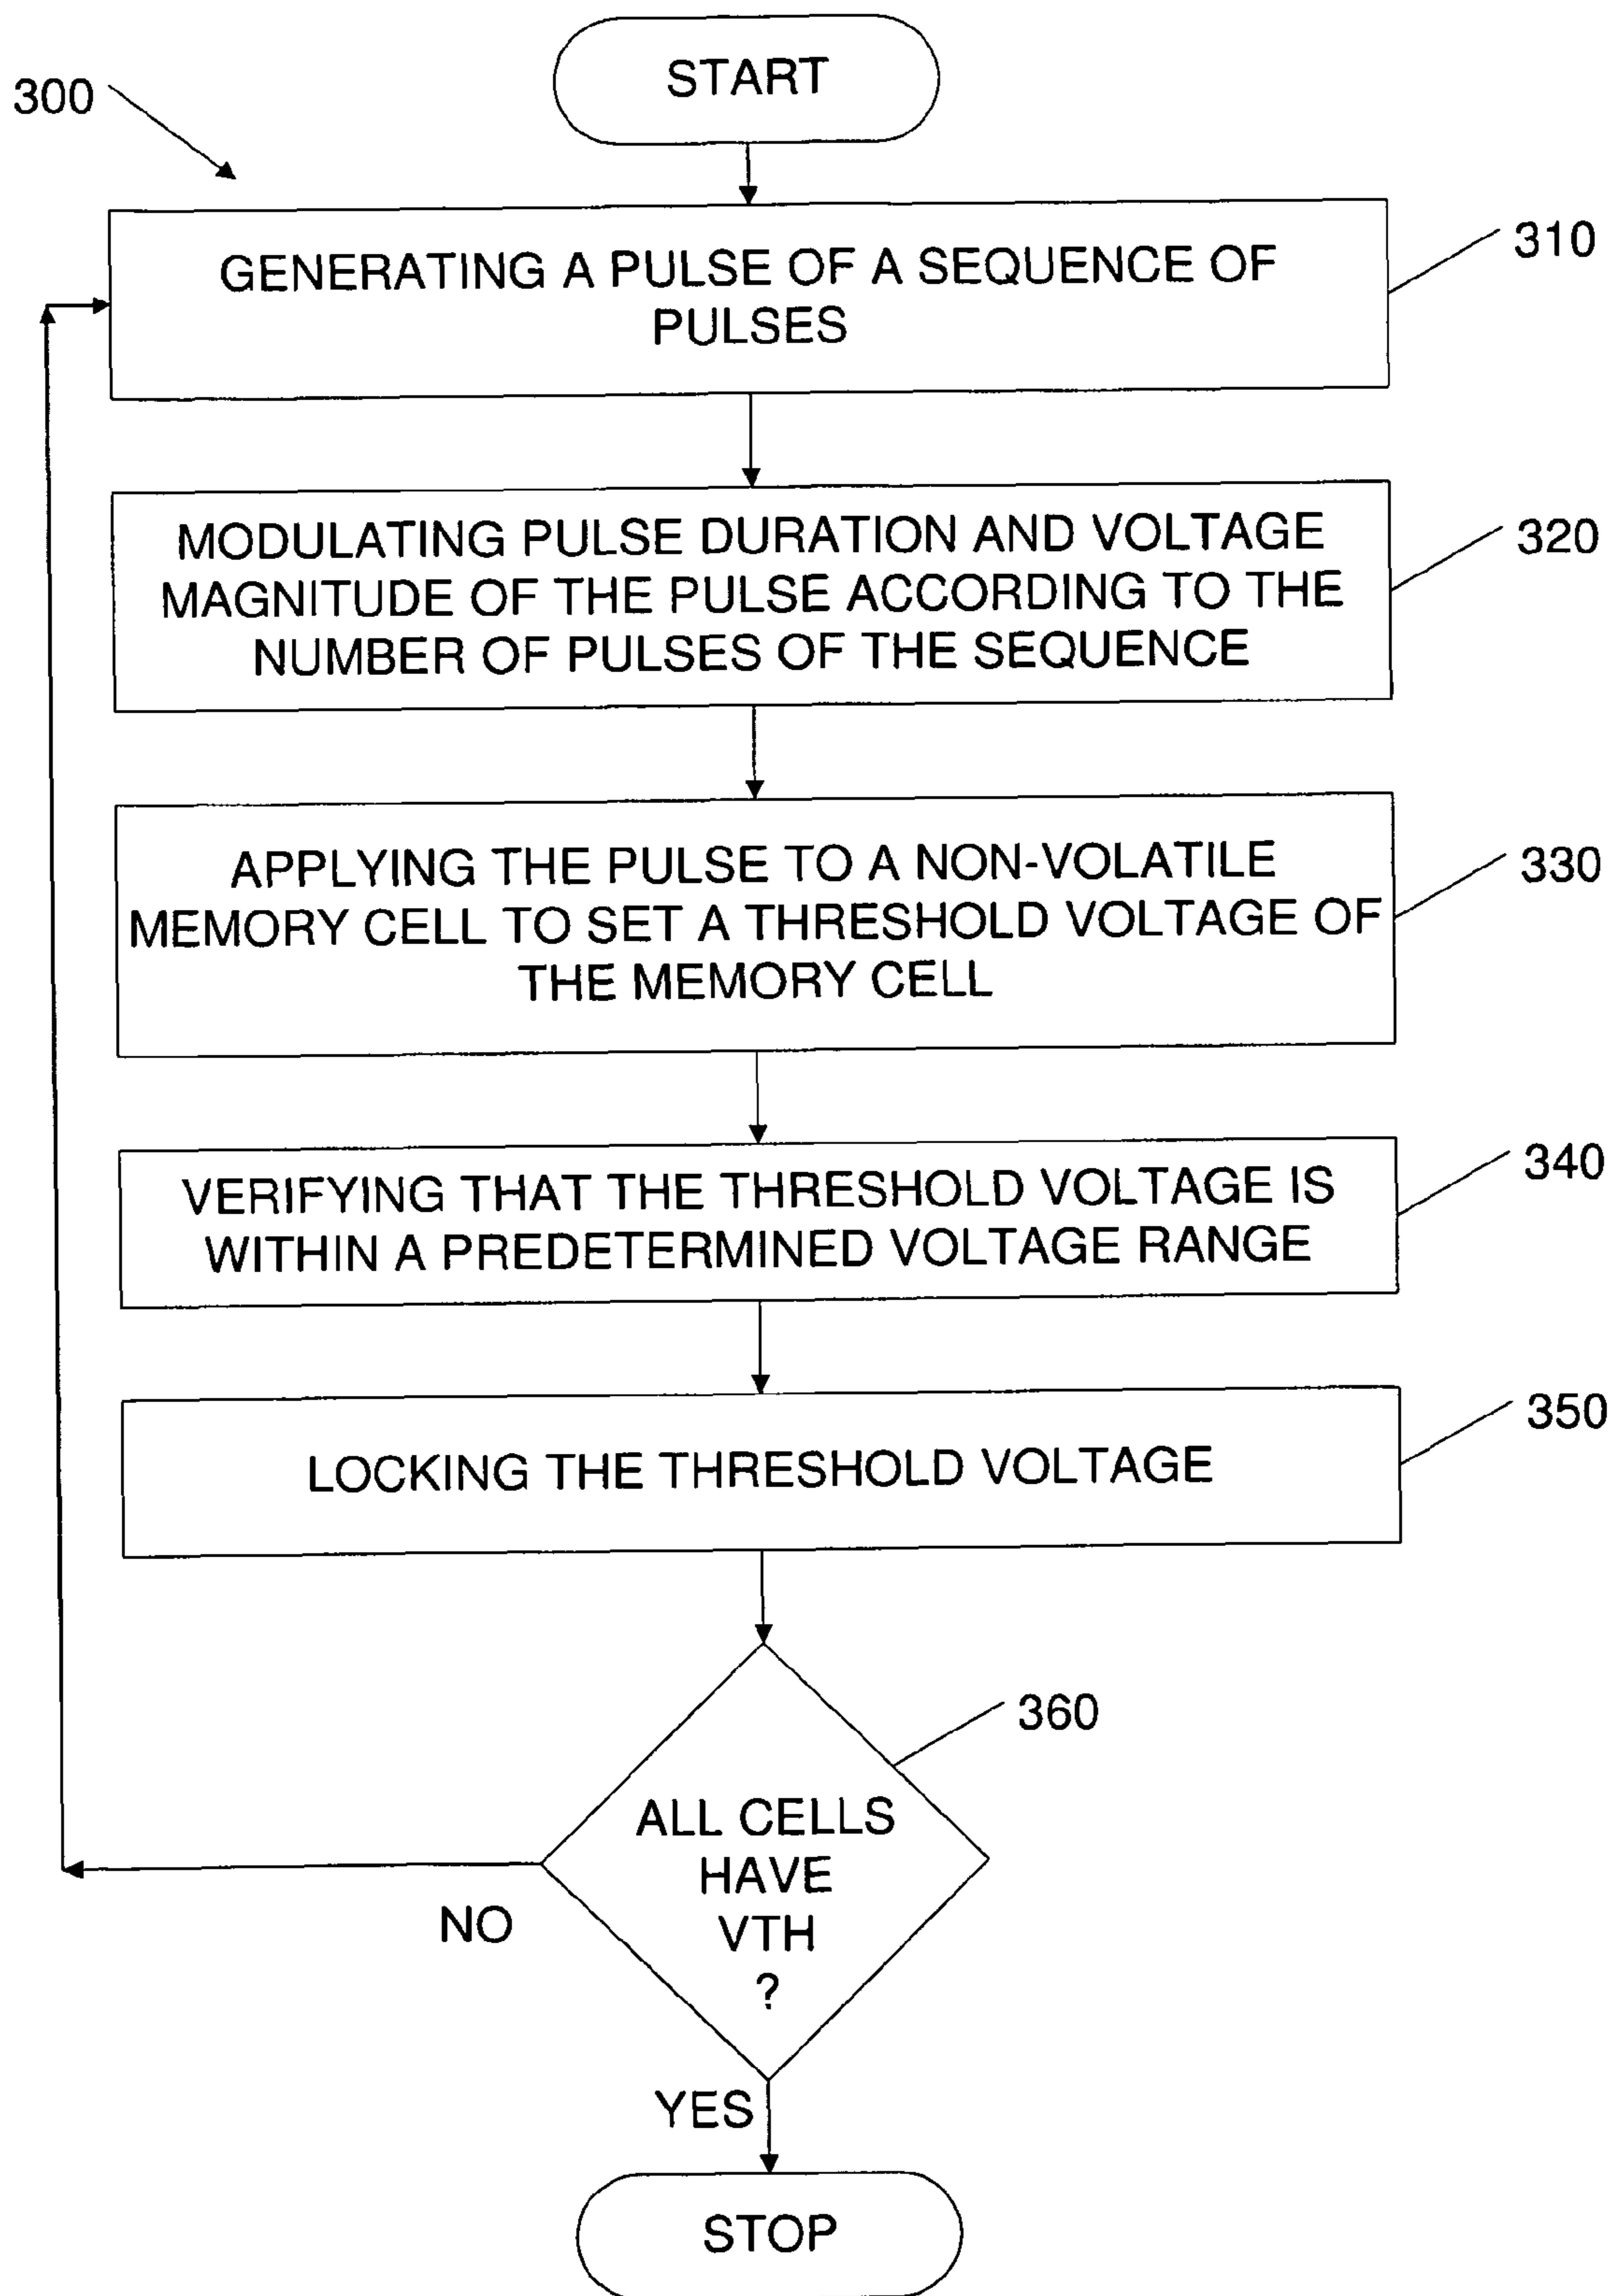 START
300
310
GENERATING A PULSE OF A SEQUENCE OF
PULSES
320
MODULATING PULSE DURATION AND VOLTAGE
MAGNITUDE OF THE PULSE ACCORDING TO THE
NUMBER OF PULSES OF THE SEQUENCE
330
APPLYING THE PULSE TO A NON-VOLATILE
MEMORY CELL TO SET A THRESHOLD VOLTAGE OF
THE MEMORY CELL
340
VERIFYING THAT THE THRESHOLD VOLTAGE IS
WITHIN A PREDETERMINED VOLTAGE RANGE
350
LOCKING THE THRESHOLD VOLTAGE
360
ALL CELLS
HAVE
VTH
?
NO
YES
STOP